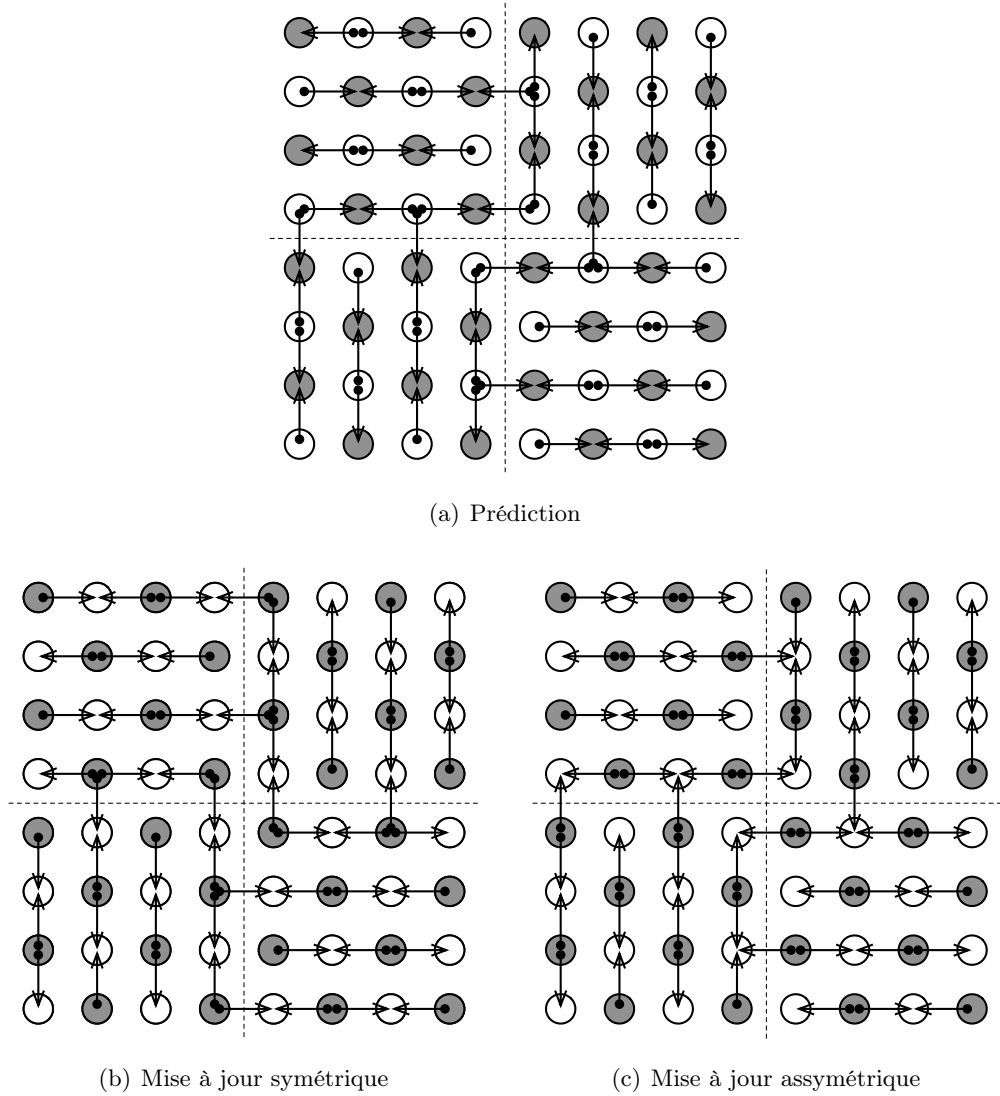 (a) Prédiction
(b) Mise à jour symétrique
(c) Mise à jour assymétrique